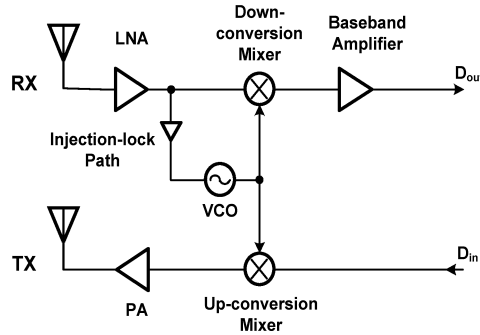 Down-
conversion
Mixer
LNA
Baseband
Amplifier
RX
Dou
Injection-lock
Path
VCO
TX
Din
PA
Up-conversion
Mixer